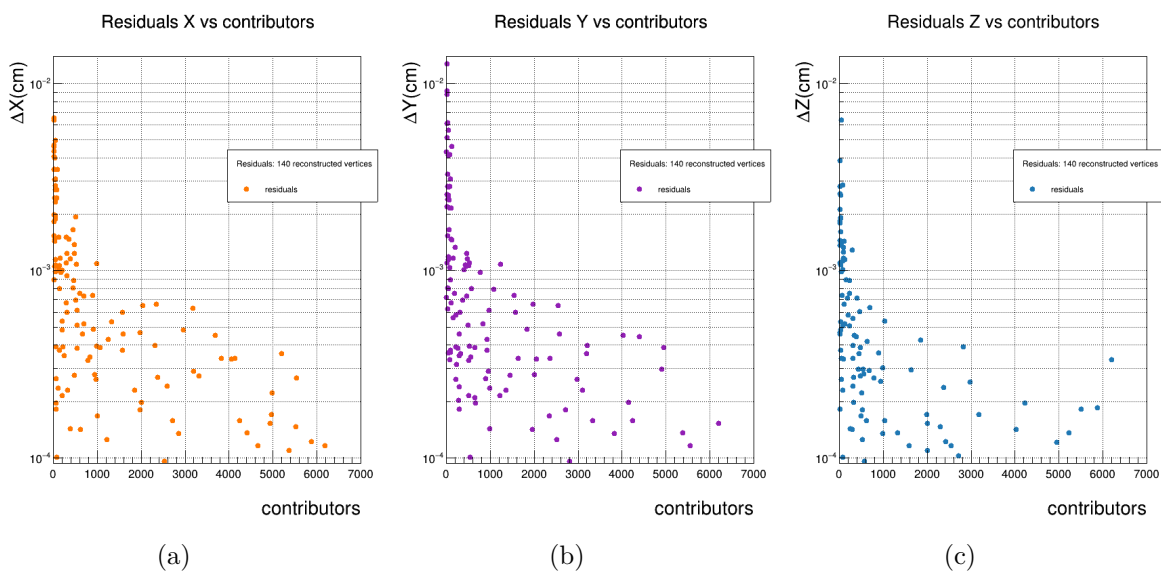 Residuals X vs contributors
ΔX(cm)
10⁻²
10⁻³
10⁻⁴
Residuals: 140 reconstructed vertices
residuals
0 1000 2000 3000 4000 5000 6000 7000
contributors
(a)
Residuals Y vs contributors
ΔY(cm)
10⁻²
10⁻³
10⁻⁴
Residuals: 140 reconstructed vertices
residuals
0 1000 2000 3000 4000 5000 6000 7000
contributors
(b)
Residuals Z vs contributors
ΔZ(cm)
10⁻²
10⁻³
10⁻⁴
Residuals: 140 reconstructed vertices
residuals
0 1000 2000 3000 4000 5000 6000 7000
contributors
(c)